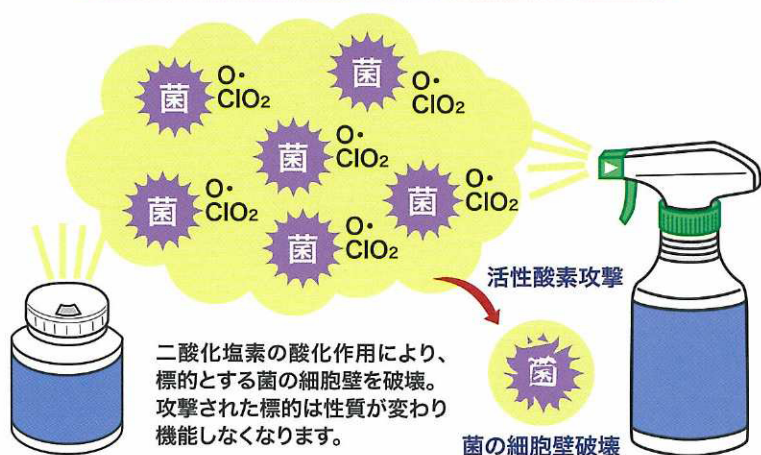 菌 O・
ClO₂
菌 O・
ClO₂
菌 O・
ClO₂
菌 O・
ClO₂
菌 O・
ClO₂
菌 O・
ClO₂
活性酸素攻撃
菌
二酸化塩素の酸化作用により、
標的とする菌の細胞壁を破壊。
攻撃された標的は性質が変わり
機能しなくなります。
菌の細胞壁破壊